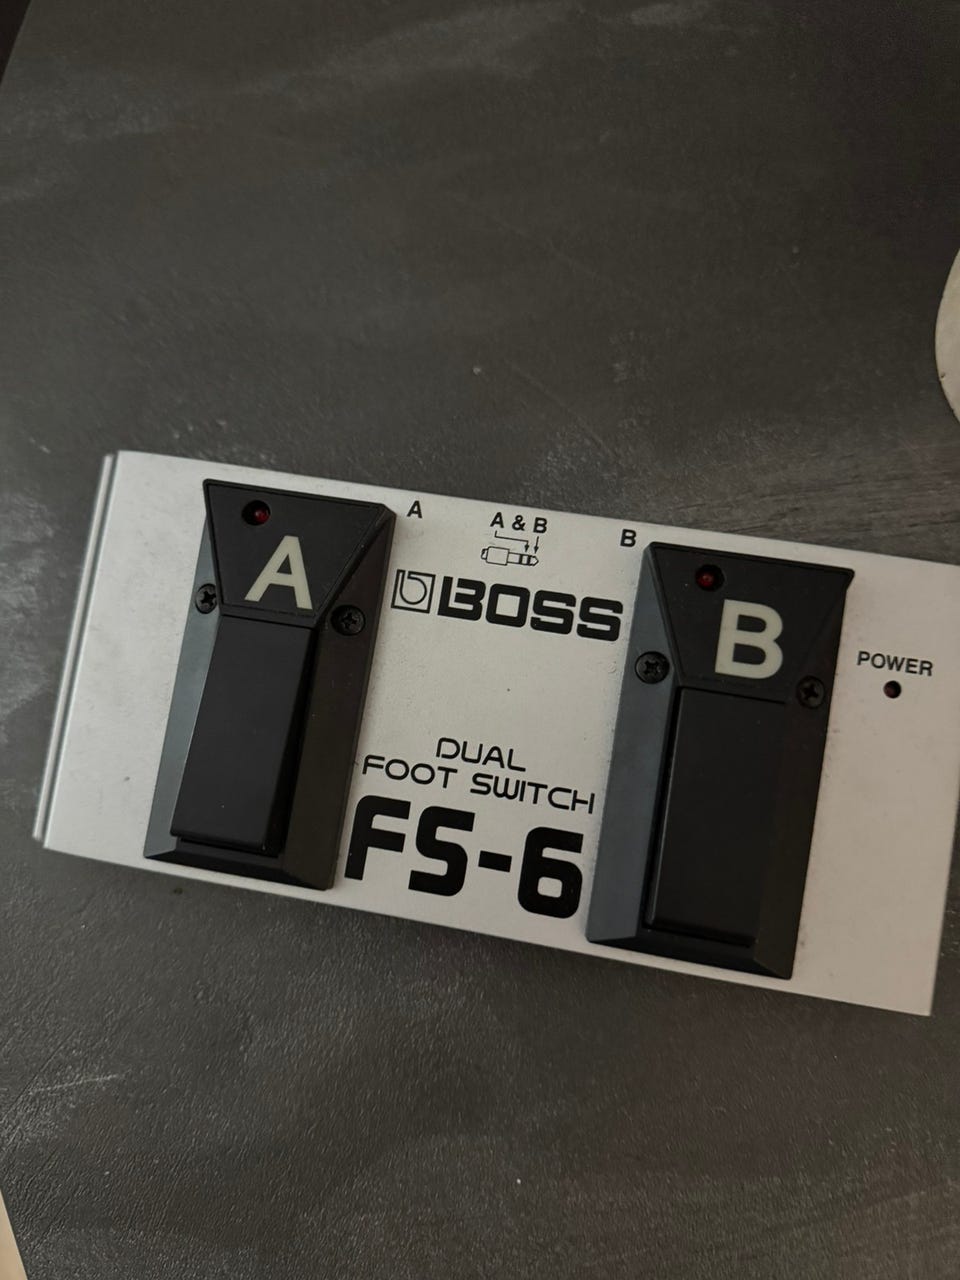 A
A & B
B
A
BOSS
B
POWER
DUAL
FOOT SWITCH
FS-6